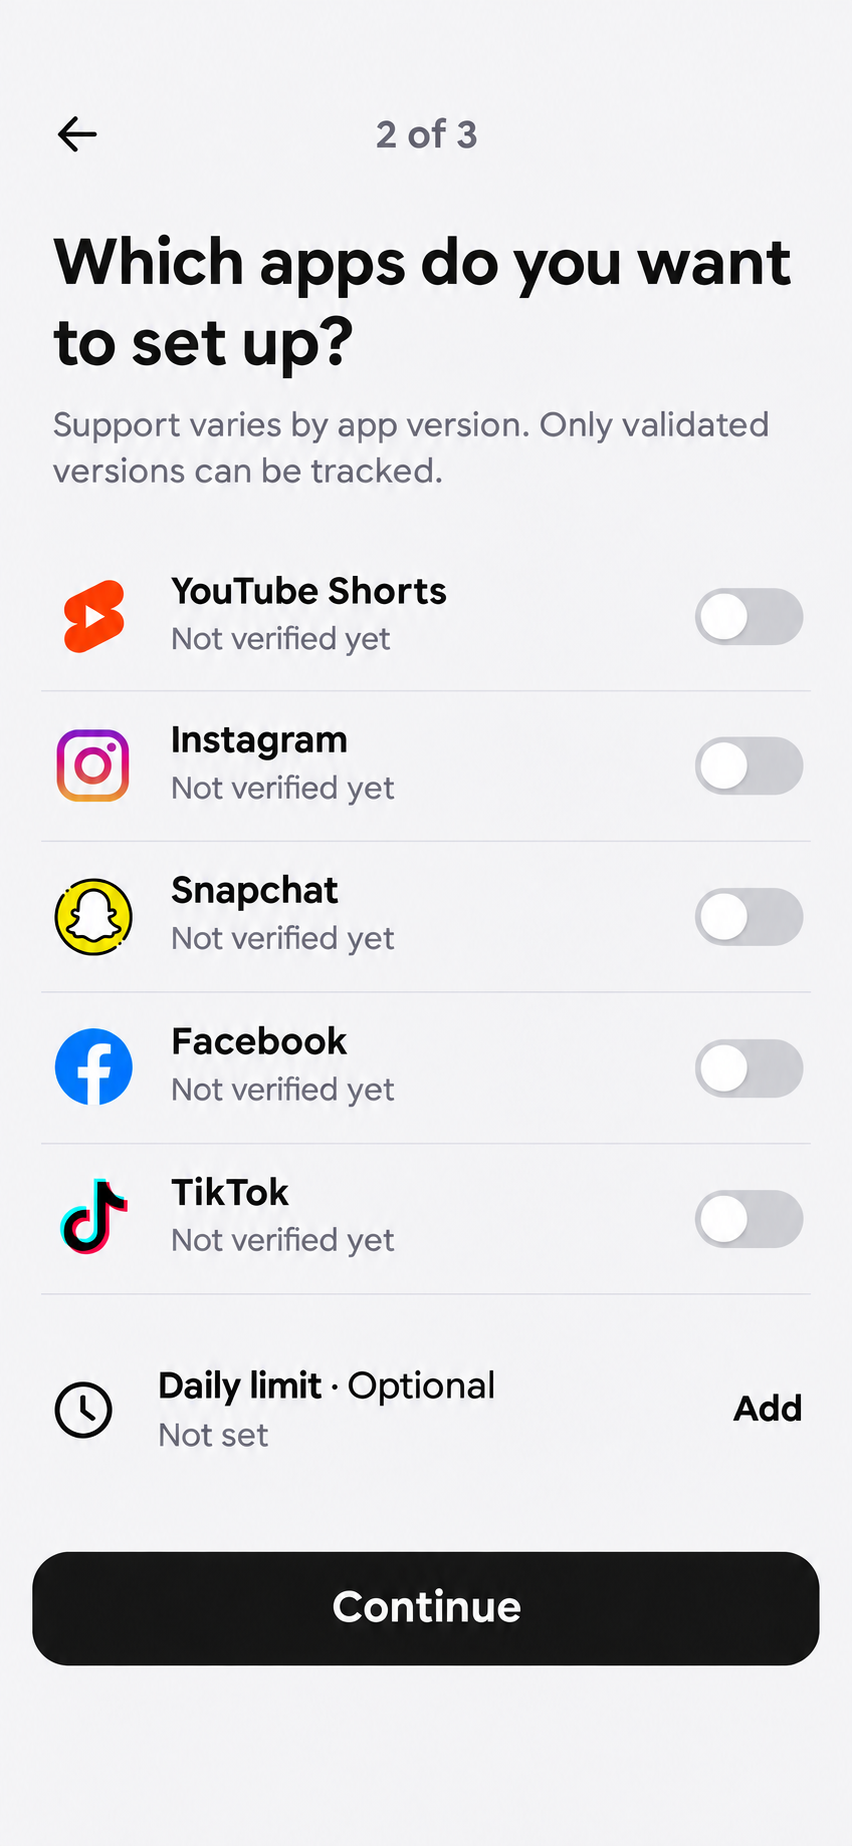 2 of 3
Which apps do you want
to set up?
Support varies by app version. Only validated
versions can be tracked.
YouTube Shorts
Not verified yet
Instagram
Not verified yet
Snapchat
Not verified yet
Facebook
Not verified yet
TikTok
Not verified yet
Daily limit · Optional
Not set
Add
Continue